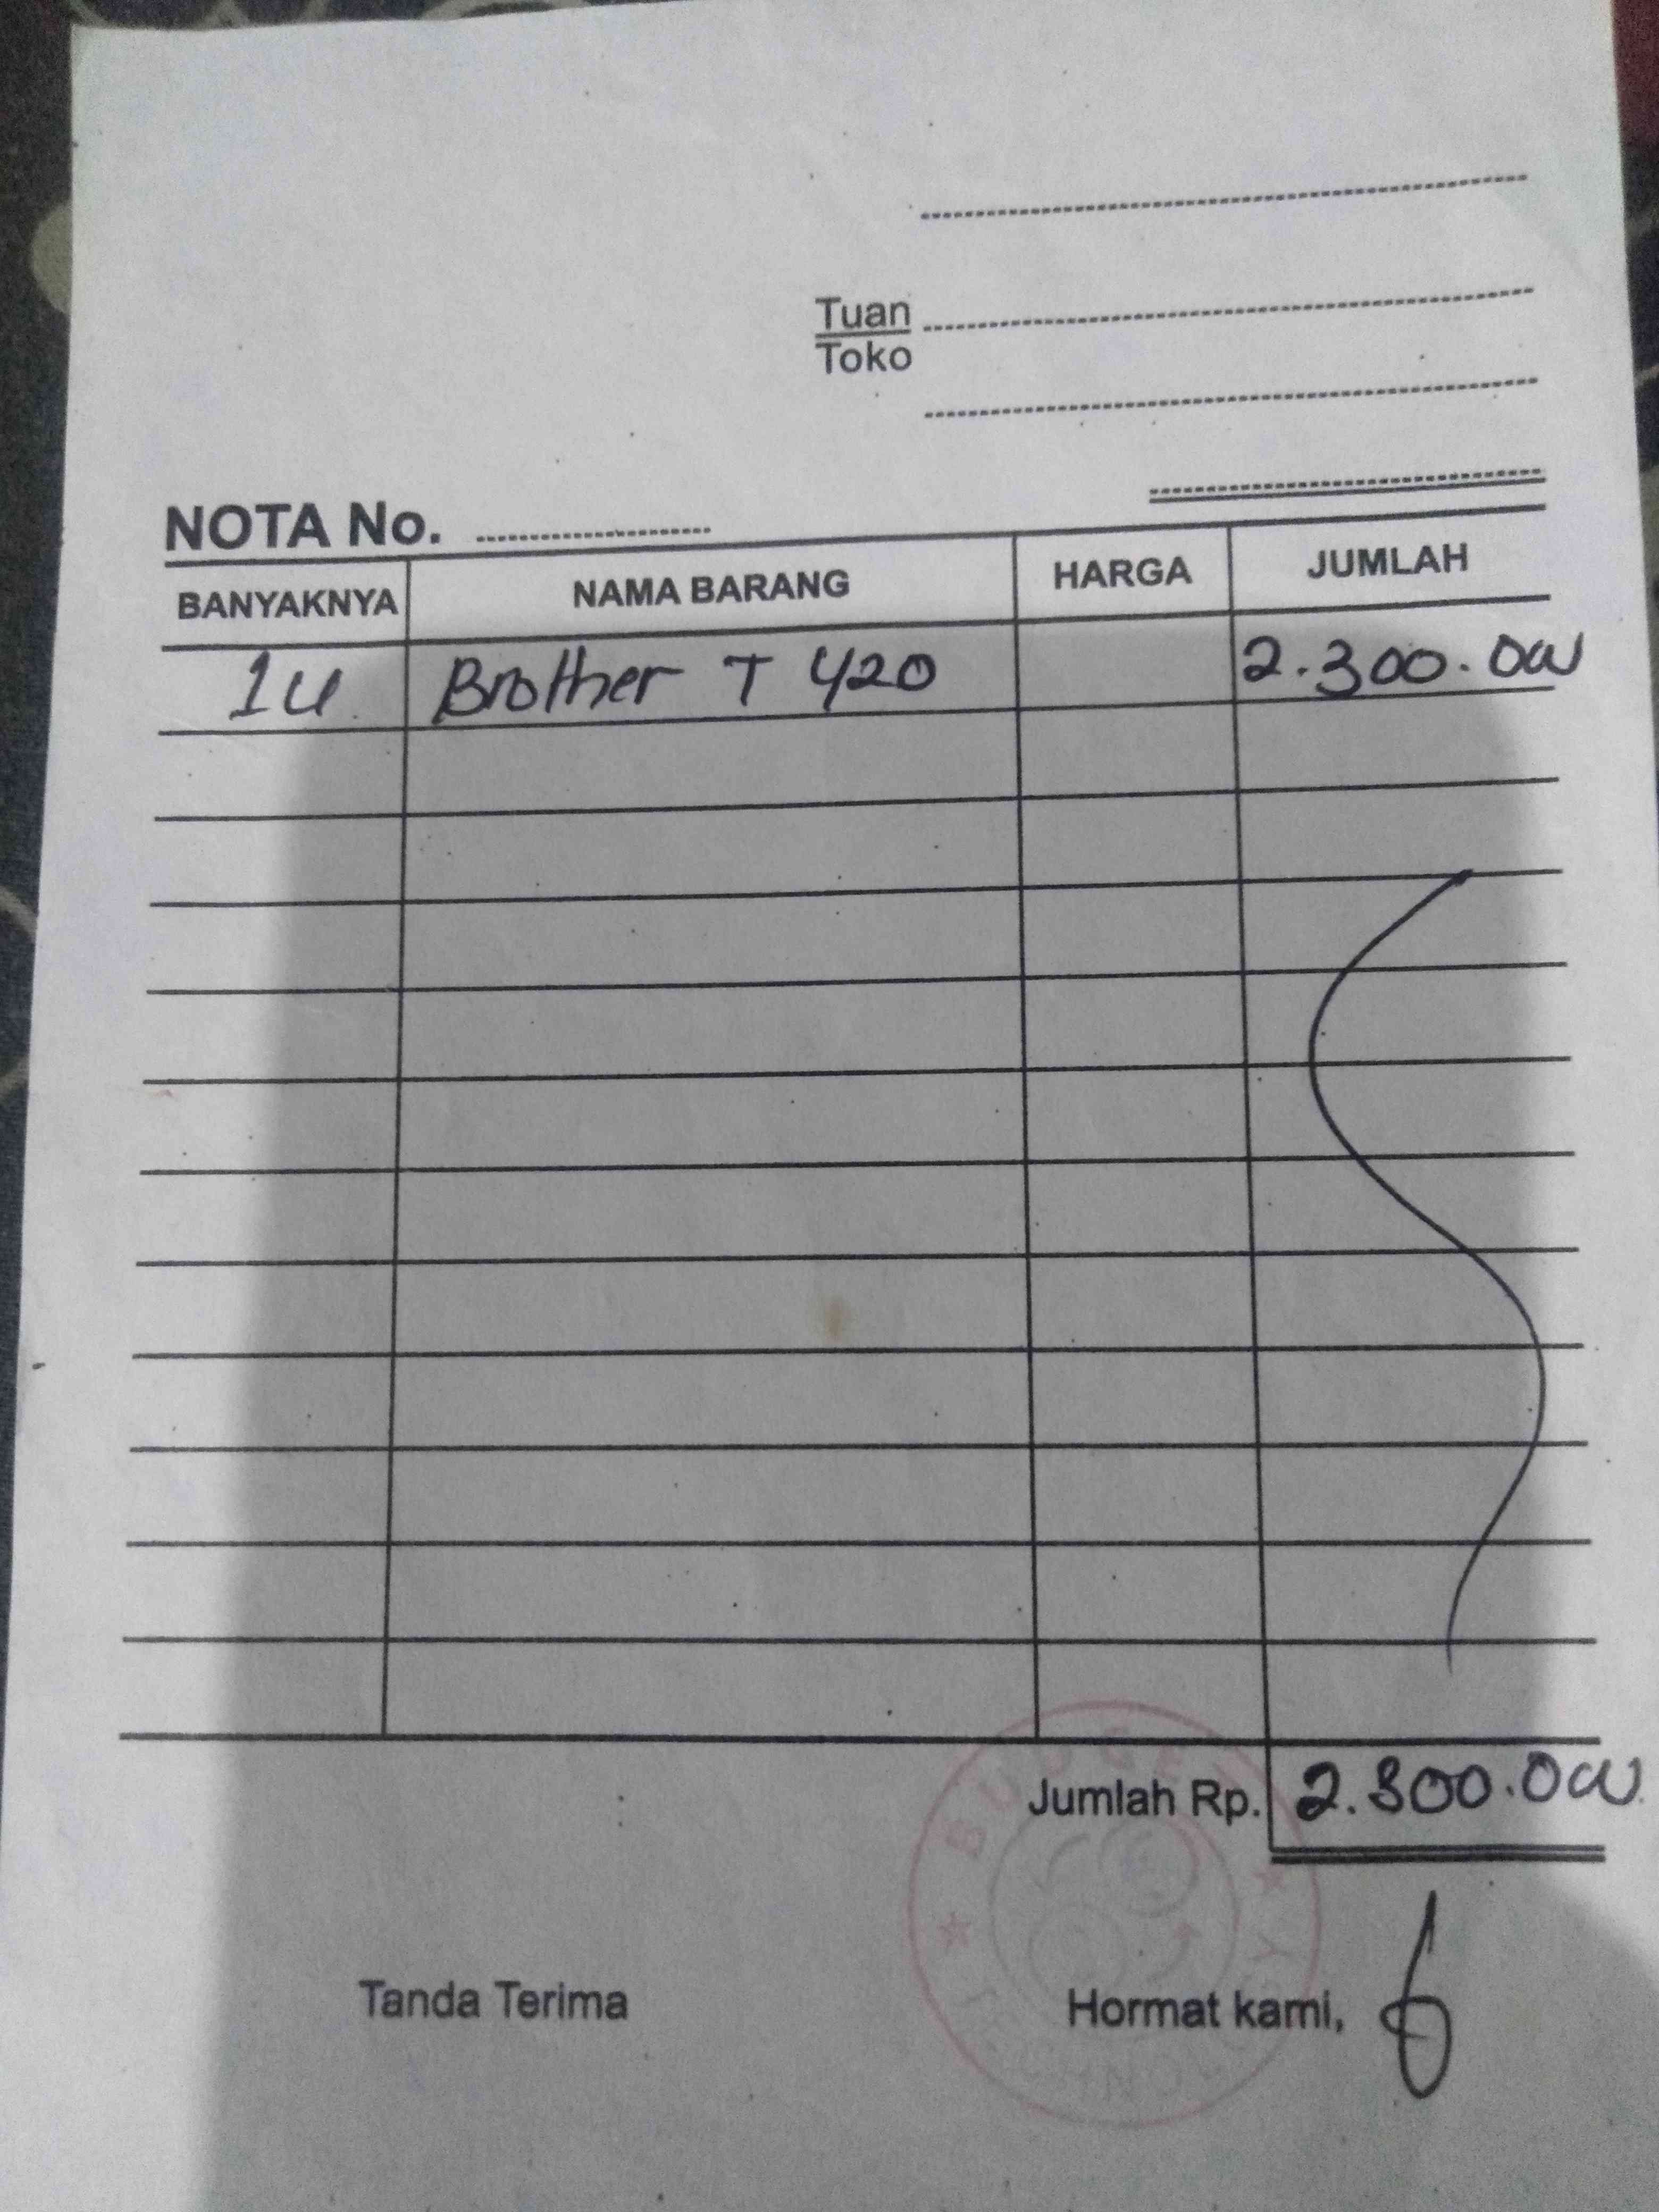 Tuan
Toko
NOTA No.
BANYAKNYA NAMA BARANG HARGA JUMLAH
1 U Brother T 420 2.300.000
Jumlah Rp. 2.300.000
Tanda Terima Hormat kami,